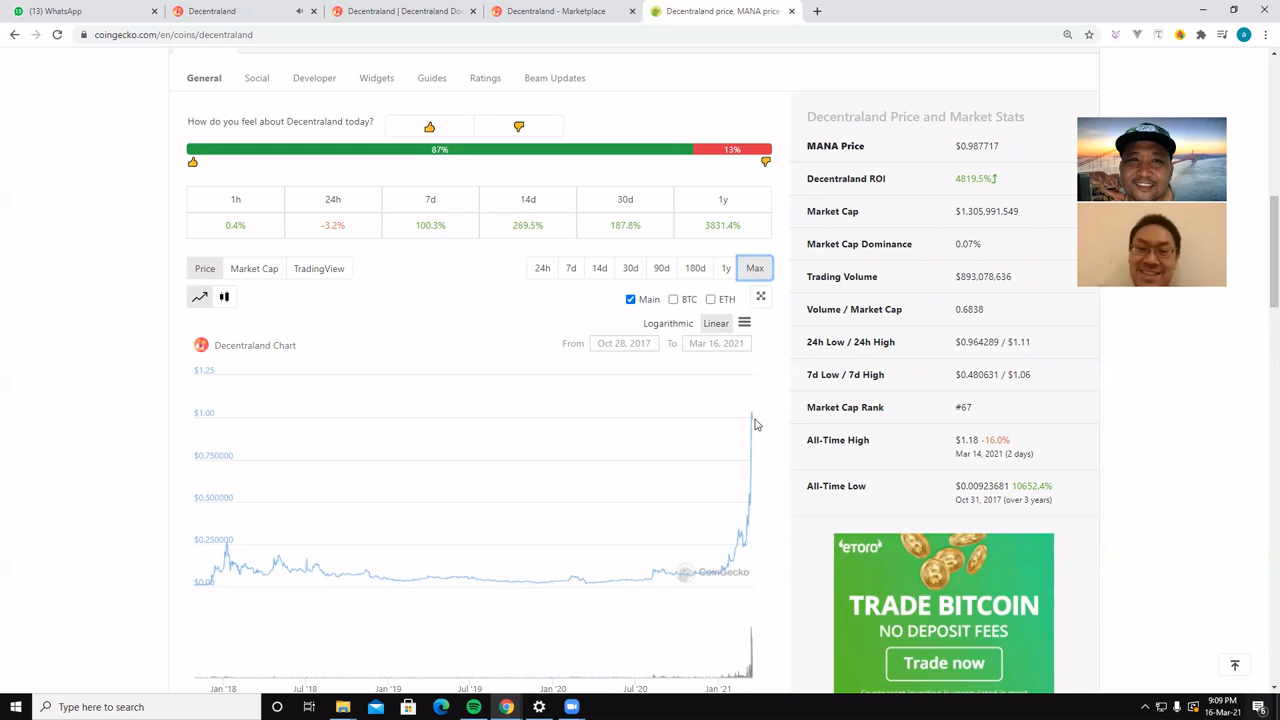 (13) WhatsApp
Decentraland
Decentraland | Decentraland Doc
Decentraland - Marketplace
Decentraland price, MANA price
coingecko.com/en/coins/decentraland
General Social Developer Widgets Guides Ratings Beam Updates
How do you feel about Decentraland today?
87% 13%
1h 24h 7d 14d 30d 1y
0.4% -3.2% 100.3% 269.5% 187.8% 3831.4%
Price Market Cap TradingView 24h 7d 14d 30d 90d 180d 1y Max
Main BTC ETH
Logarithmic Linear
Decentraland Chart From Oct 28, 2017 To Mar 16, 2021
$1.25
$1.00
$0.750000
$0.500000
$0.250000
$0.00
CoinGecko
Jan '18 Jul '18 Jan '19 Jul '19 Jan '20 Jul '20 Jan '21
Decentraland Price and Market Stats
MANA Price $0.987717
Decentraland ROI 4819.5%
Market Cap $1,305,991,549
Market Cap Dominance 0.07%
Trading Volume $893,078,636
Volume / Market Cap 0.6838
24h Low / 24h High $0.964289 / $1.11
7d Low / 7d High $0.480631 / $1.06
Market Cap Rank #67
All-Time High $1.18 -16.0%
Mar 14, 2021 (2 days)
All-Time Low $0.00923681 10652.4%
Oct 31, 2017 (over 3 years)
eTORO
TRADE BITCOIN
NO DEPOSIT FEES
Trade now
Cryptoasset investing is unregulated in most
Type here to search
9:09 PM
16-Mar-21